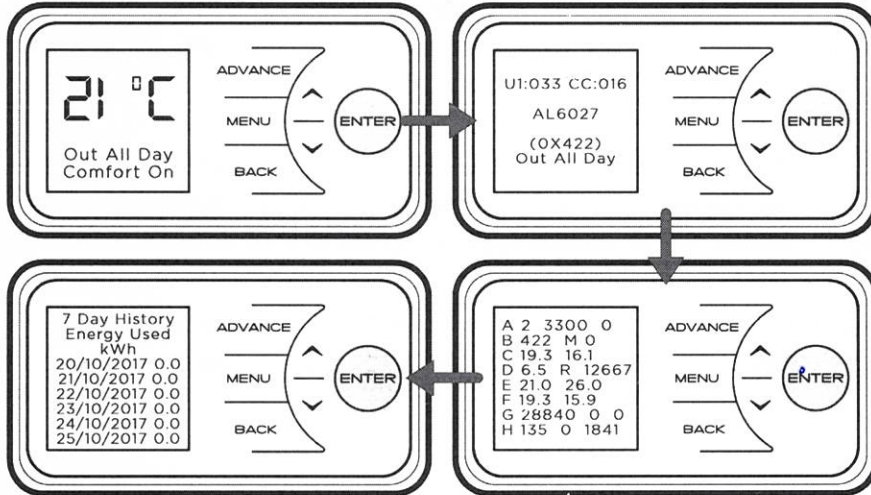 21 °C
Out All Day
Comfort On
ADVANCE
MENU
BACK
ENTER
U1:033 CC:016
AL6027
(0X422)
Out All Day
ADVANCE
MENU
BACK
ENTER
7 Day History
Energy Used
kWh
20/10/2017 0.0
21/10/2017 0.0
22/10/2017 0.0
23/10/2017 0.0
24/10/2017 0.0
25/10/2017 0.0
ADVANCE
MENU
BACK
ENTER
A 2 3300 0
B 422 M 0
C 19.3 16.1
D 6.5 R 12667
E 21.0 26.0
F 19.3 15.9
G 28840 0 0
H 135 0 1841
ADVANCE
MENU
BACK
ENTER